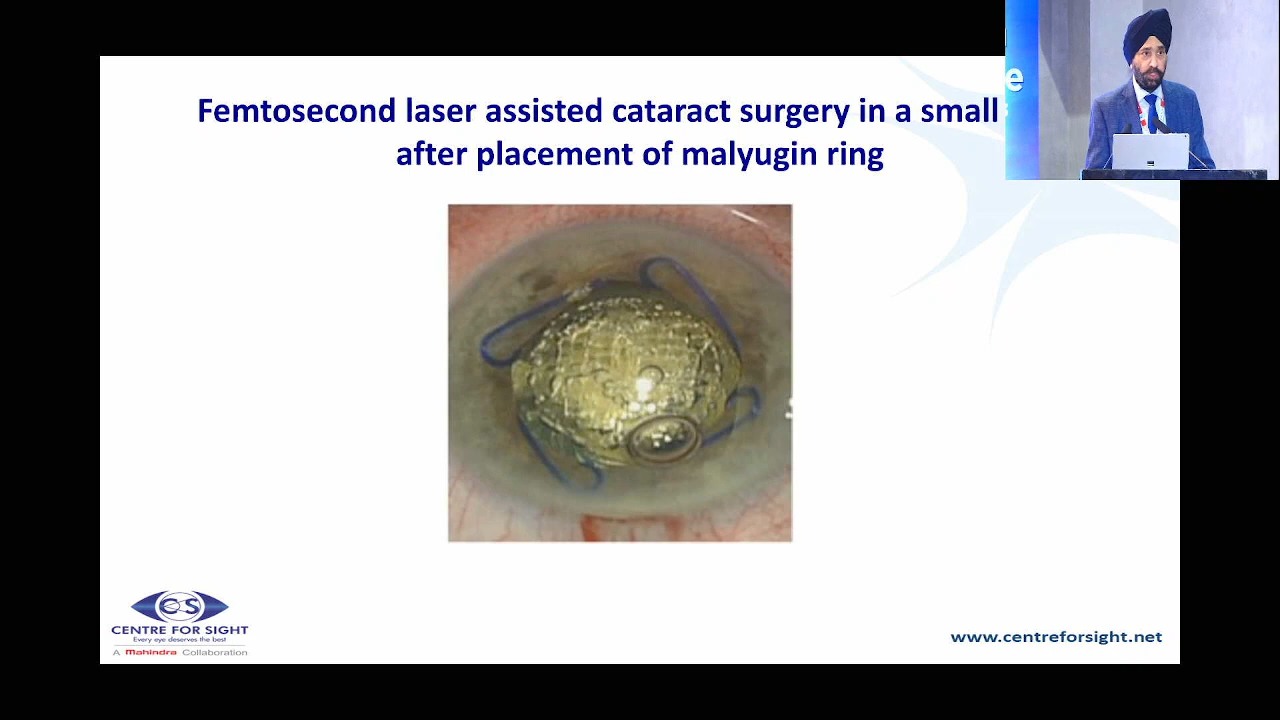 Femtosecond laser assisted cataract surgery in a small
after placement of malyugin ring
e
CS
CENTRE FOR SIGHT
Every eye deserves the best
A Mahindra Collaboration
www.centreforsight.net